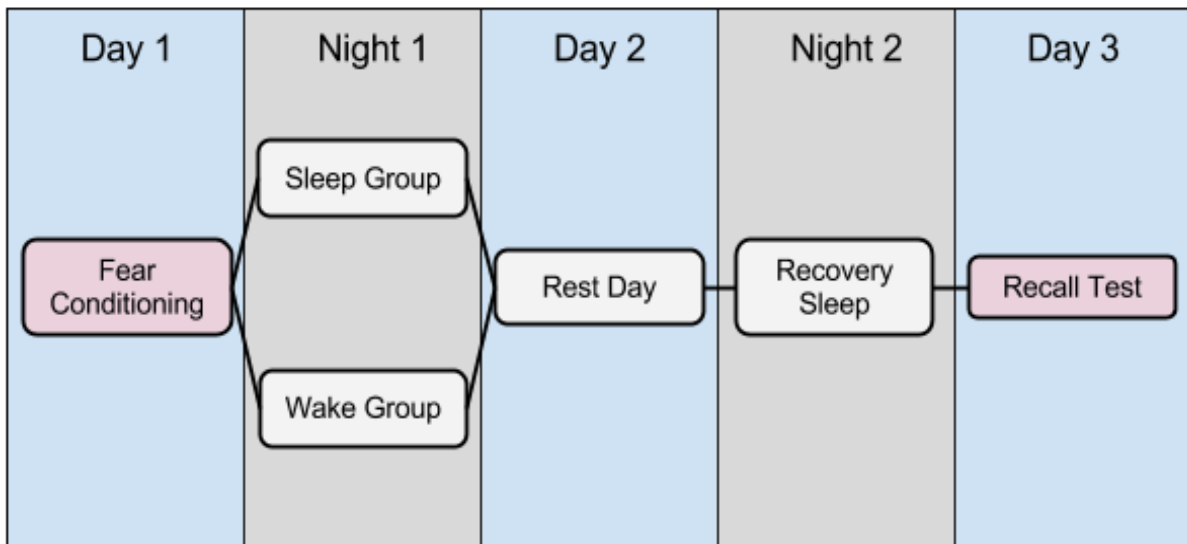 Day 1
Night 1
Day 2
Night 2
Day 3
Sleep Group
Fear
Conditioning
Wake Group
Rest Day
Recovery
Sleep
Recall Test